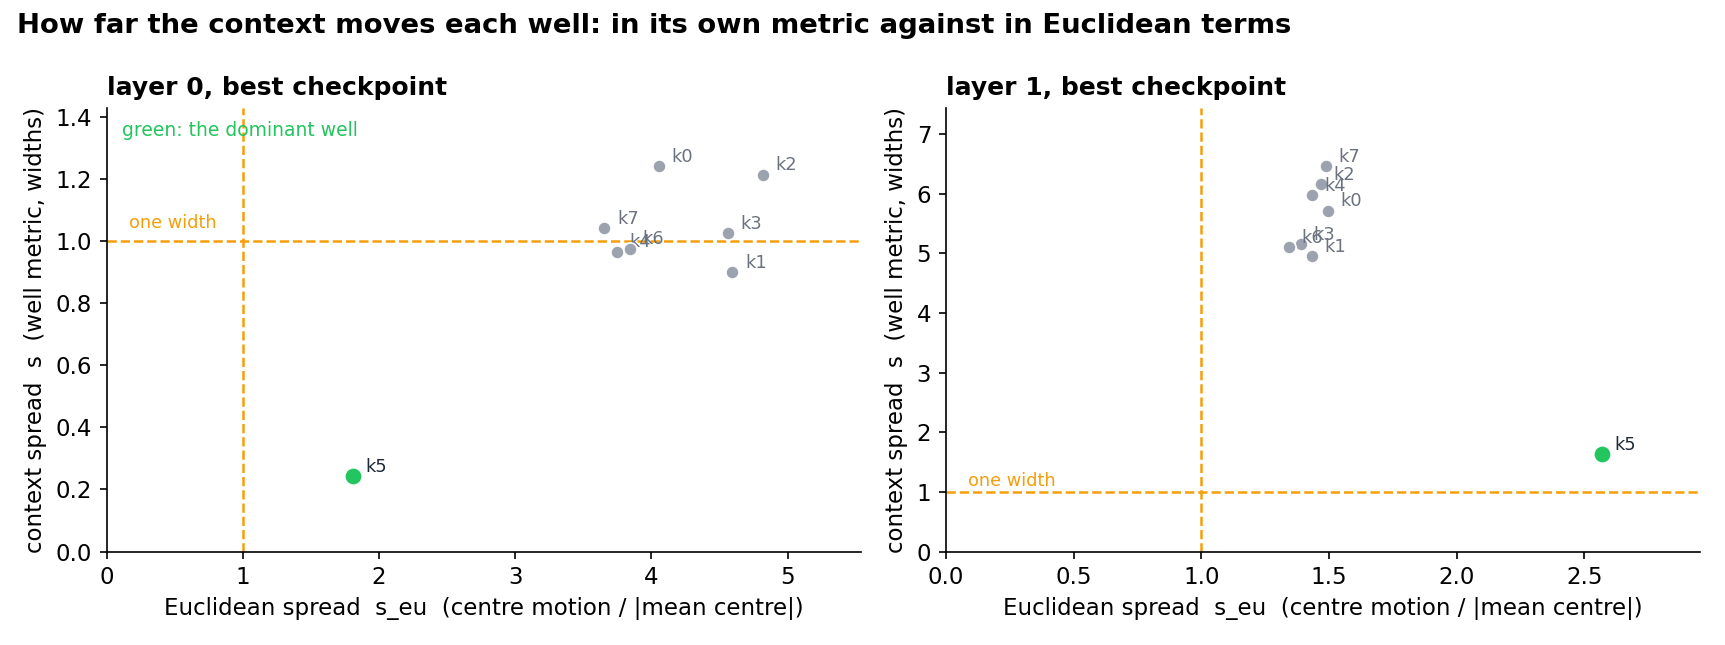 How far the context moves each well: in its own metric against in Euclidean terms
layer 0, best checkpoint
context spread  s  (well metric, widths)
1.4
1.2
1.0
0.8
0.6
0.4
0.2
0.0
green: the dominant well
one width
k0
k2
k7
k3
k4
k6
k1
k5
0
1
2
3
4
5
Euclidean spread  s_eu  (centre motion / |mean centre|)
layer 1, best checkpoint
context spread  s  (well metric, widths)
7
6
5
4
3
2
1
0
one width
k7
k2
k4
k0
k3
k6
k1
k5
0.0
0.5
1.0
1.5
2.0
2.5
Euclidean spread  s_eu  (centre motion / |mean centre|)